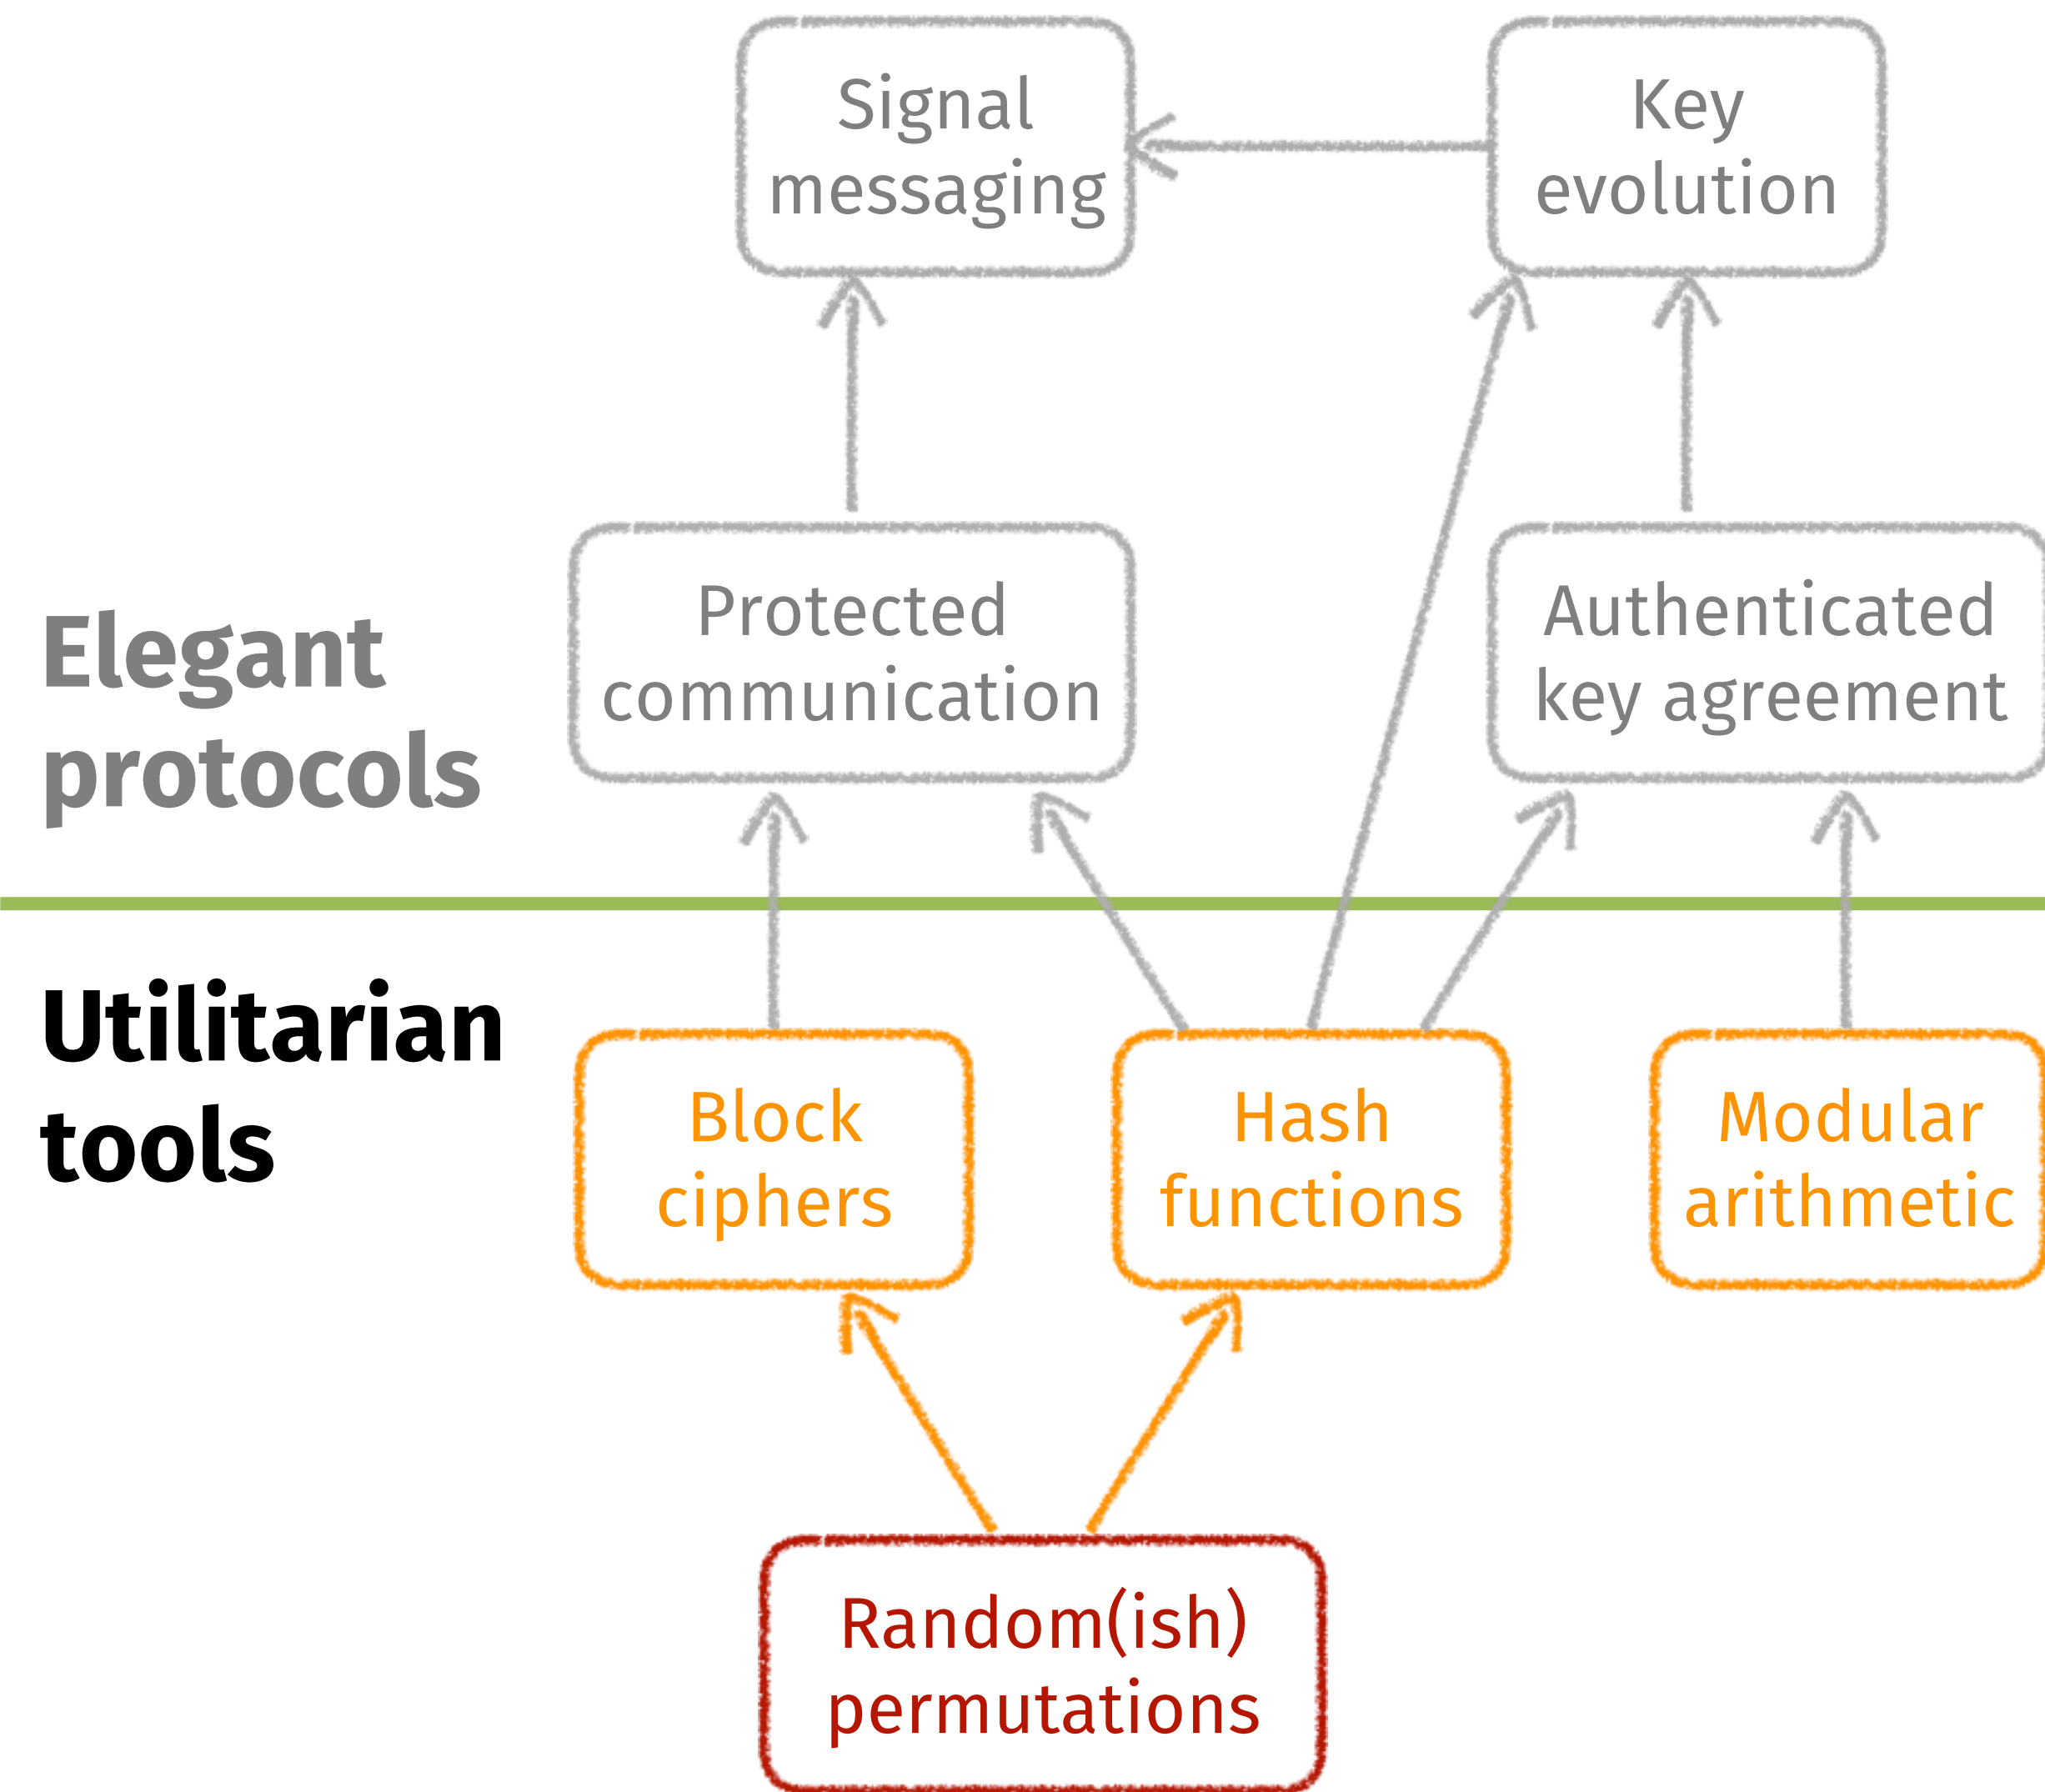 Signal
messaging
Key
evolution
Elegant
protocols
Protected
communication
Authenticated
key agreement
Utilitarian
tools
Block
ciphers
Hash
functions
Modular
arithmetic
Random(ish)
permutations